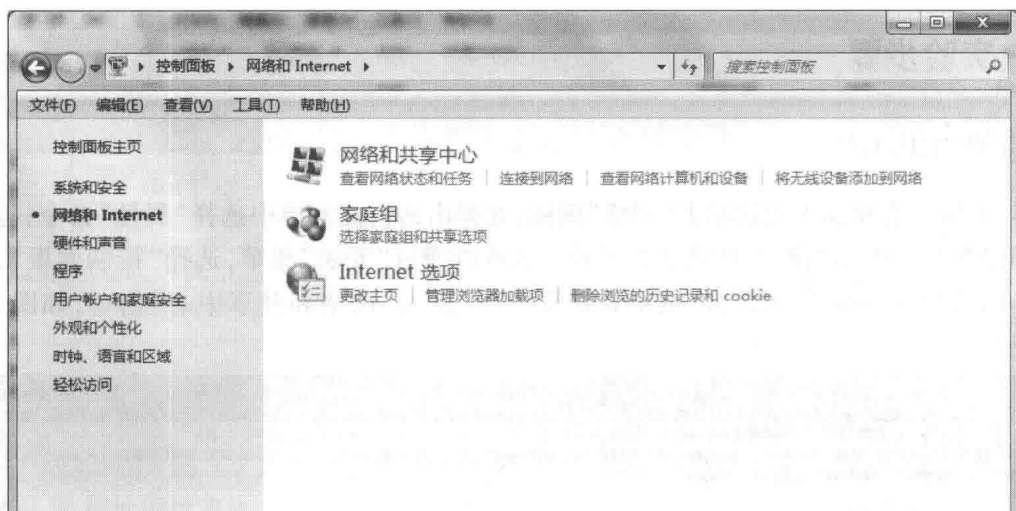 控制面板 ▸ 网络和 Internet ▸
搜索控制面板
文件(F) 编辑(E) 查看(V) 工具(T) 帮助(H)
控制面板主页
系统和安全
• 网络和 Internet
硬件和声音
程序
用户帐户和家庭安全
外观和个性化
时钟、语言和区域
轻松访问
网络和共享中心
查看网络状态和任务 | 连接到网络 | 查看网络计算机和设备 | 将无线设备添加到网络
家庭组
选择家庭组和共享选项
Internet 选项
更改主页 | 管理浏览器加载项 | 删除浏览的历史记录和 cookie